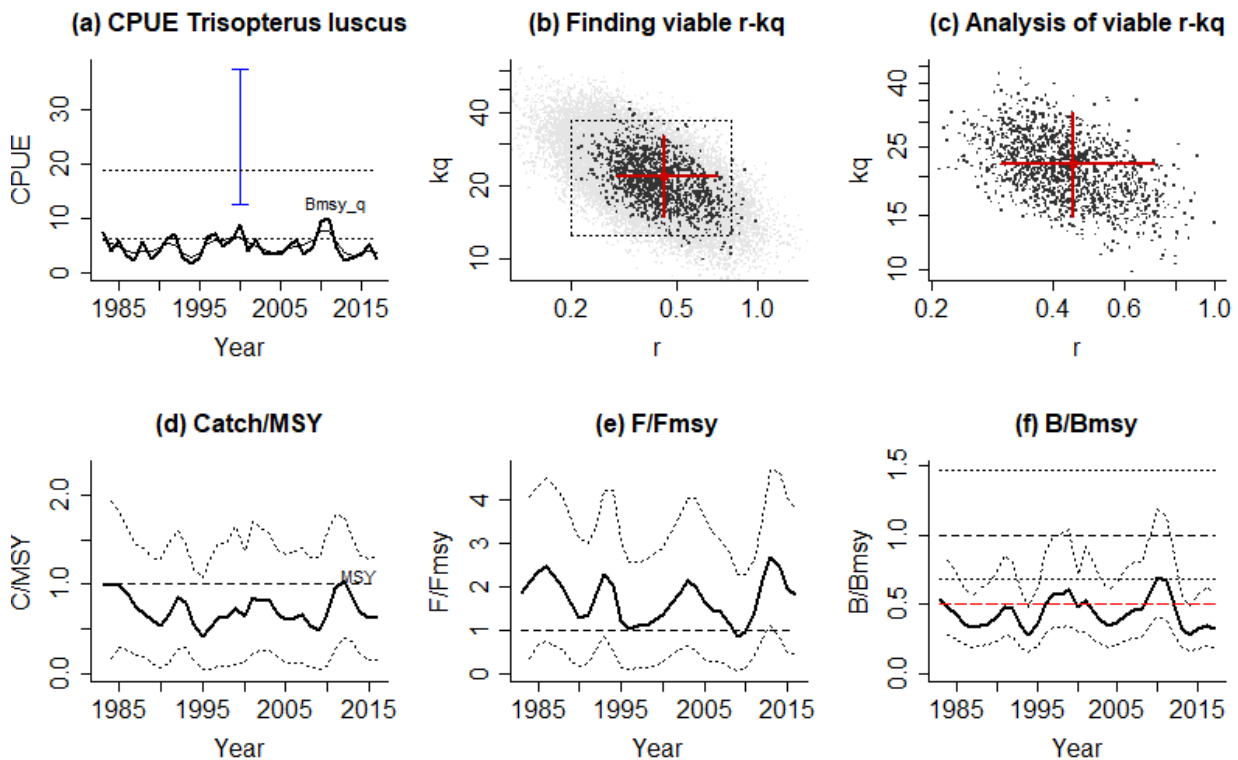 (a) CPUE Trisopterus luscus
CPUE
0 10 20 30
Bmsy_q
1985 1995 2005 2015
Year
(b) Finding viable r-kq
kq
10 20 40
0.2 0.5 1.0
r
(c) Analysis of viable r-kq
kq
10 15 25 40
0.2 0.4 0.6 1.0
r
(d) Catch/MSY
C/MSY
0.0 1.0 2.0
MSY
1985 1995 2005 2015
Year
(e) F/Fmsy
F/Fmsy
0 1 2 3 4
1985 1995 2005 2015
Year
(f) B/Bmsy
B/Bmsy
0.0 0.5 1.0 1.5
1985 1995 2005 2015
Year